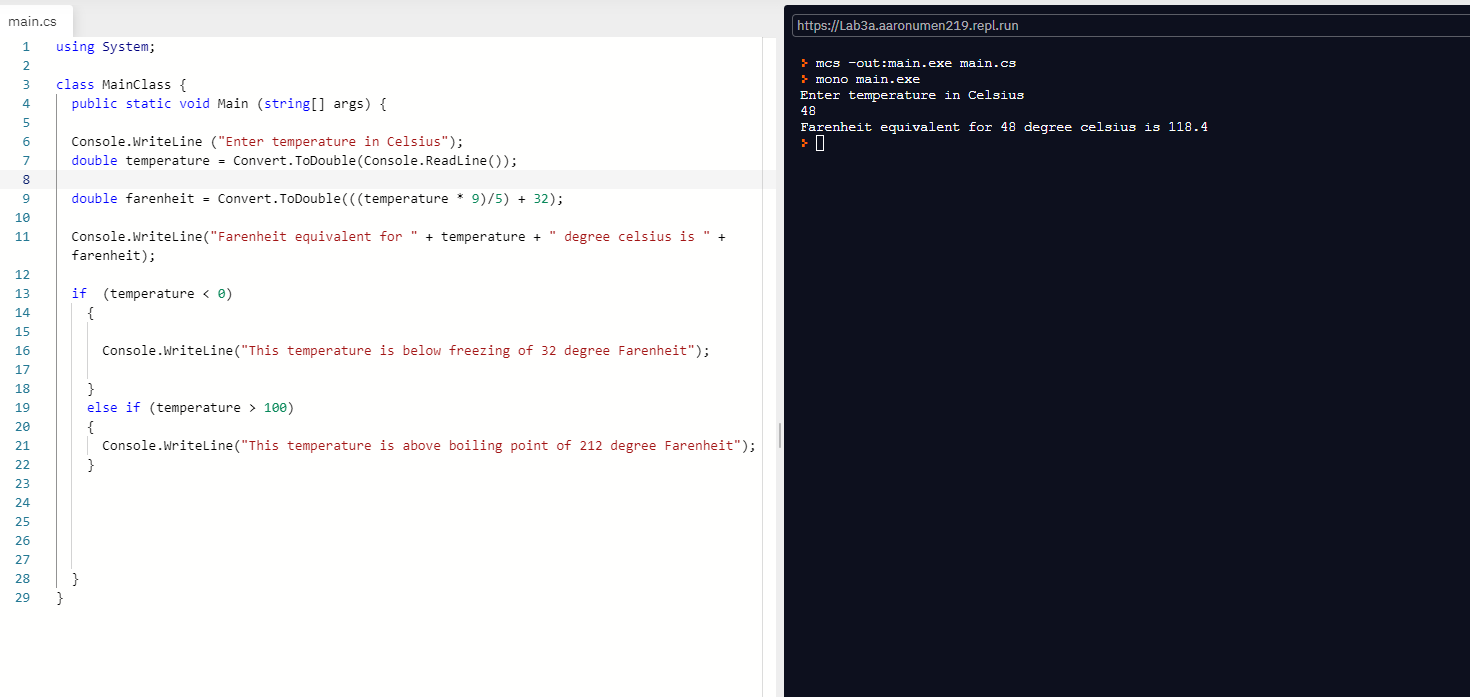 main.cs
1 using System;
2
3 class MainClass {
4 public static void Main (string[] args) {
5
6 Console.WriteLine ("Enter temperature in Celsius");
7 double temperature = Convert.ToDouble(Console.ReadLine());
8
9 double farenheit = Convert.ToDouble(((temperature * 9)/5) + 32);
10
11 Console.WriteLine("Farenheit equivalent for " + temperature + " degree celsius is " +
farenheit);
12
13 if  (temperature < 0)
14 {
15
16 Console.WriteLine("This temperature is below freezing of 32 degree Farenheit");
17
18 }
19 else if (temperature > 100)
20 {
21 Console.WriteLine("This temperature is above boiling point of 212 degree Farenheit");
22 }
23
24
25
26
27
28 }
29 }
https://Lab3a.aaronumen219.repl.run
mcs -out:main.exe main.cs
mono main.exe
Enter temperature in Celsius
48
Farenheit equivalent for 48 degree celsius is 118.4